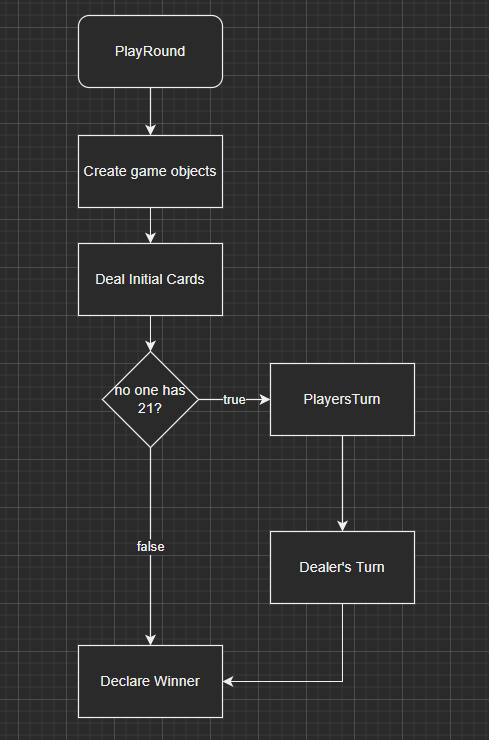 PlayRound
Create game objects
Deal Initial Cards
no one has
21?
true
PlayersTurn
false
Dealer's Turn
Declare Winner